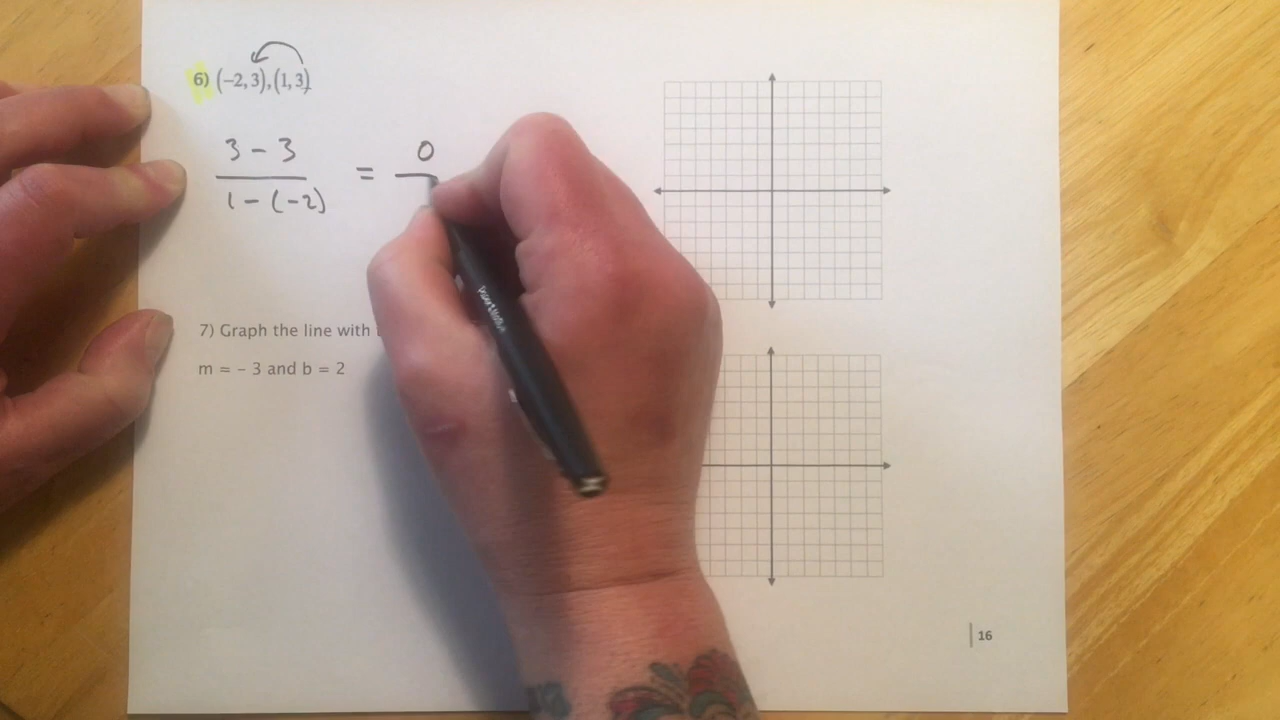 6) (−2, 3), (1, 3)
3 − 3
1 − (−2)
=
0
7) Graph the line with
m = − 3 and b = 2
16